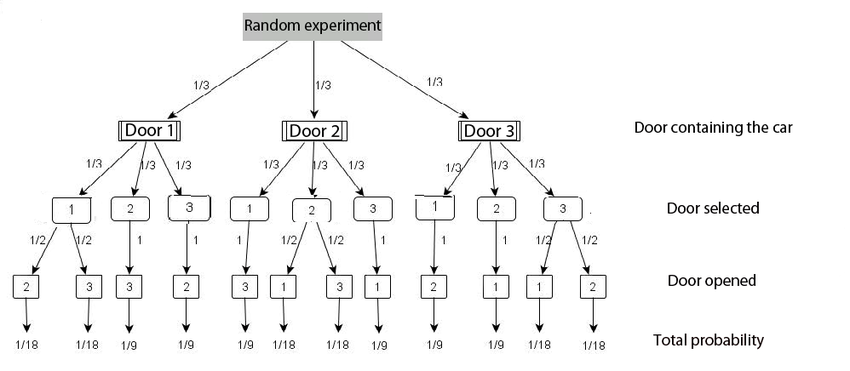 Random experiment
1/3 1/3 1/3
Door 1 Door 2 Door 3 Door containing the car
1/3 1/3 1/3 1/3 1/3 1/3 1/3 1/3 1/3
1 2 3 1 2 3 1 2 3 Door selected
1/2 1/2 1 1 1 1/2 1/2 1 1 1 1/2 1/2
2 3 3 2 3 1 3 1 2 1 1 2 Door opened
1/18 1/18 1/9 1/9 1/9 1/18 1/18 1/9 1/9 1/9 1/18 1/18 Total probability